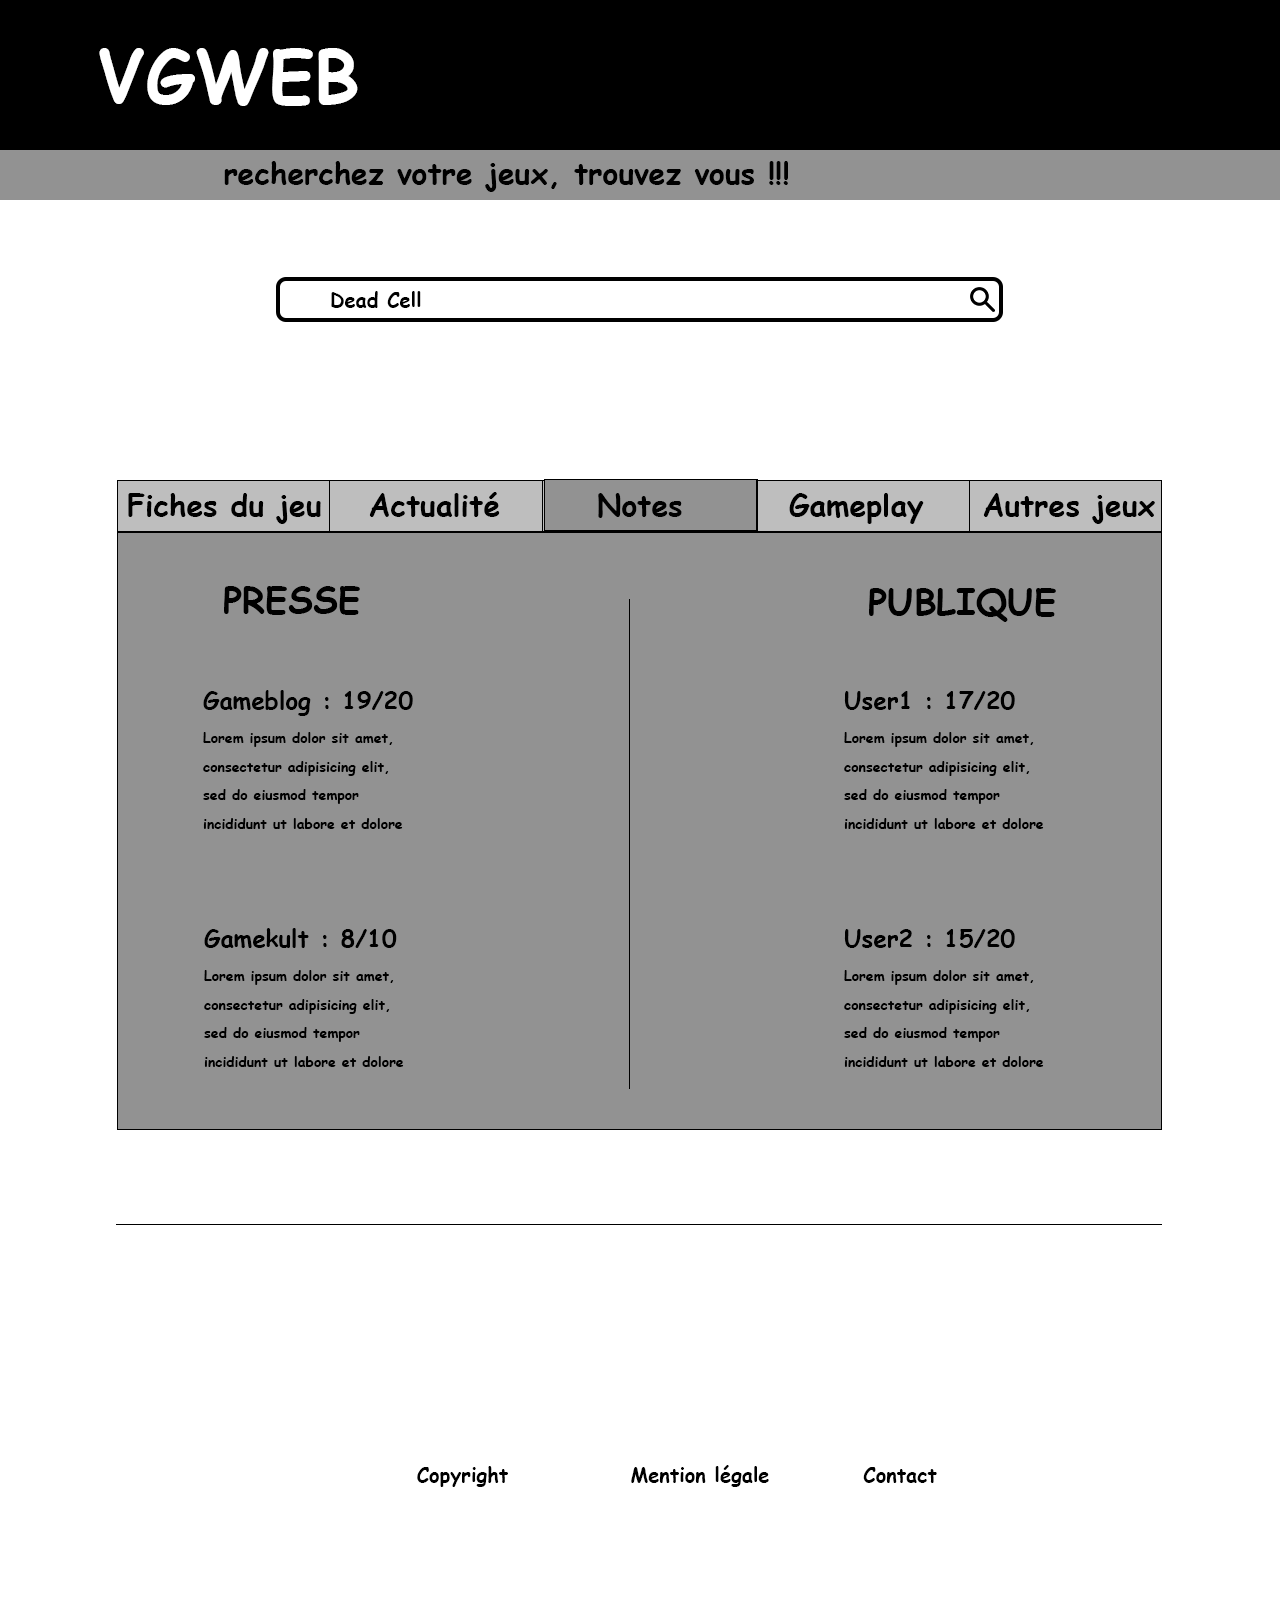 VGWEB
recherchez votre jeux, trouvez vous !!!
Dead Cell
Fiches du jeu
Actualité
Notes
Gameplay
Autres jeux
PRESSE
Gameblog : 19/20
Lorem ipsum dolor sit amet,
consectetur adipisicing elit,
sed do eiusmod tempor
incididunt ut labore et dolore
Gamekult : 8/10
Lorem ipsum dolor sit amet,
consectetur adipisicing elit,
sed do eiusmod tempor
incididunt ut labore et dolore
PUBLIQUE
User1 : 17/20
Lorem ipsum dolor sit amet,
consectetur adipisicing elit,
sed do eiusmod tempor
incididunt ut labore et dolore
User2 : 15/20
Lorem ipsum dolor sit amet,
consectetur adipisicing elit,
sed do eiusmod tempor
incididunt ut labore et dolore
Copyright
Mention légale
Contact